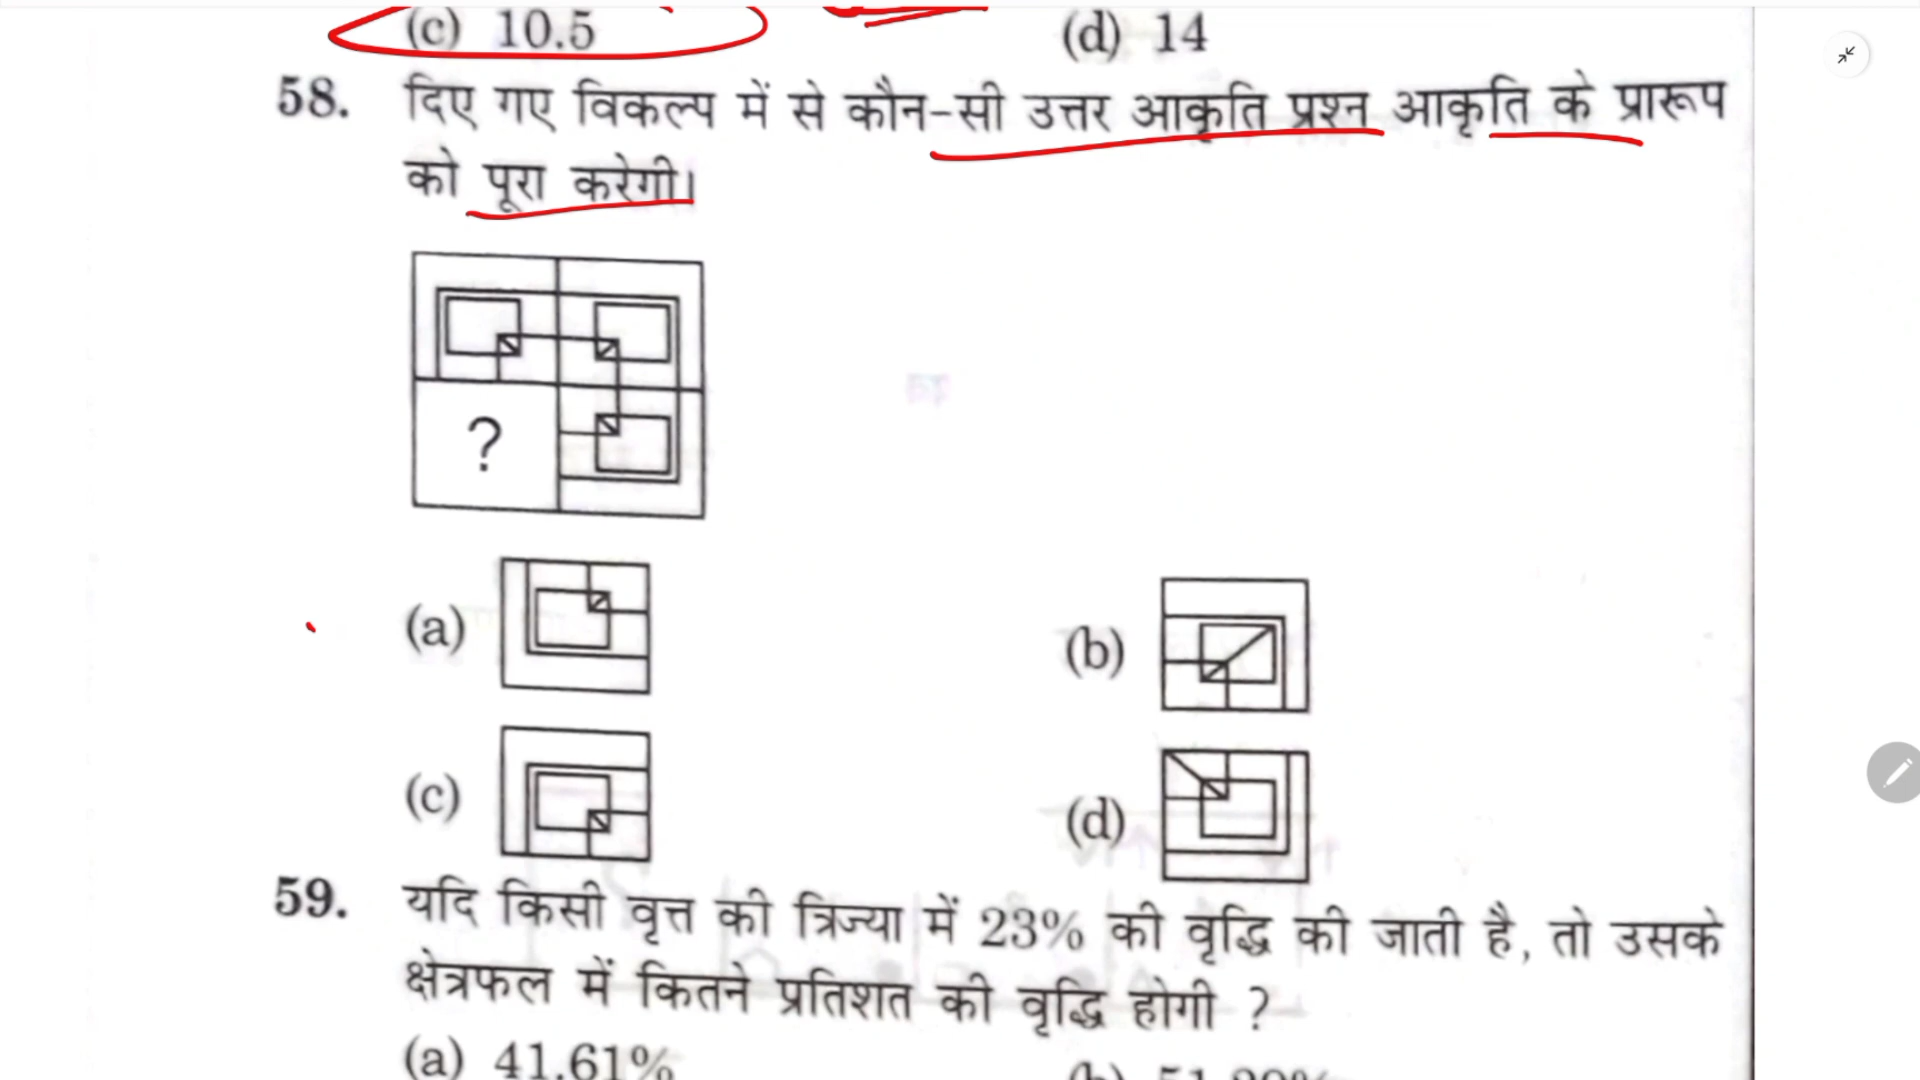 (c) 10.5 (d) 14
58. दिए गए विकल्प में से कौन-सी उत्तर आकृति प्रश्न आकृति के प्रारूप
को पूरा करेगी।
?
(a) (b)
(c) (d)
59. यदि किसी वृत्त की त्रिज्या में 23% की वृद्धि की जाती है, तो उसके
क्षेत्रफल में कितने प्रतिशत की वृद्धि होगी ?
(a) 41.61%